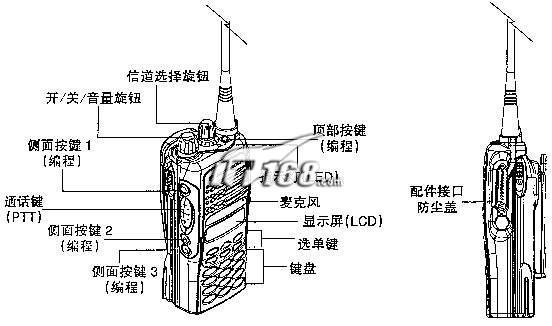 信道选择旋钮
开/关/音量旋钮
侧面按键 1
(编程)
通话键
(PTT)
侧面按键 2
(编程)
侧面按键 3
(编程)
顶部按键
(编程)
ED)
麦克风
显示屏(LCD)
选单键
键盘
配件接口
防尘盖
168
.com